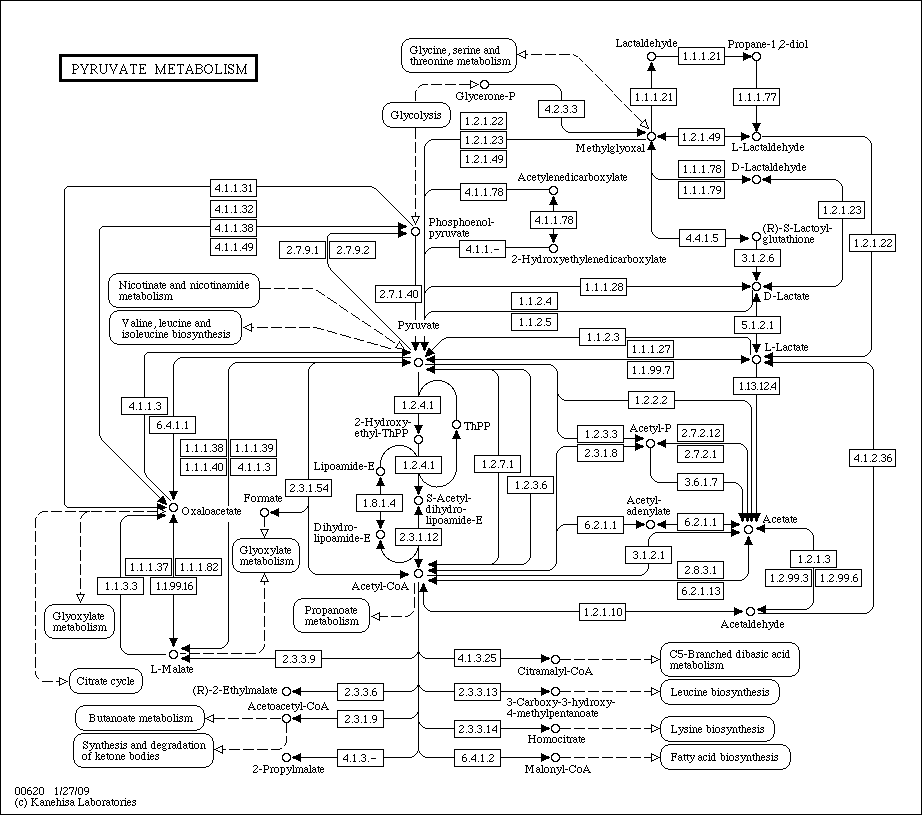 PYRUVATE METABOLISM
Glycine, serine and
threonine metabolism
Lactaldehyde
Propane-1,2-diol
1.1.1.21
Glycerone-P
4.2.3.3
1.1.1.21
1.1.1.77
Glycolysis
1.2.1.22
1.2.1.23
1.2.1.49
Methylglyoxal
1.2.1.49
L-Lactaldehyde
1.1.1.78
1.1.1.79
D-Lactaldehyde
4.1.1.31
4.1.1.32
4.1.1.38
4.1.1.49
Acetylenedicarboxylate
4.1.1.78
4.1.1.78
4.1.1.-
2-Hydroxyethylenedicarboxylate
Phosphoenol-
pyruvate
2.7.9.1
2.7.9.2
1.2.1.23
1.2.1.22
4.4.1.5
(R)-S-Lactoyl-
glutathione
3.1.2.6
Nicotinate and nicotinamide
metabolism
2.7.1.40
1.1.1.28
1.1.2.4
1.1.2.5
D-Lactate
Valine, leucine and
isoleucine biosynthesis
Pyruvate
5.1.2.1
1.1.2.3
1.1.1.27
1.1.99.7
L-Lactate
1.13.12.4
4.1.1.3
6.4.1.1
1.2.4.1
1.2.2.2
2-Hydroxy-
ethyl-ThPP
ThPP
1.1.1.38
1.1.1.39
1.1.1.40
4.1.1.3
1.2.3.3
2.3.1.8
Acetyl-P
2.7.2.12
2.7.2.1
3.6.1.7
4.1.2.36
Lipoamide-E
1.2.4.1
1.2.7.1
1.2.3.6
2.3.1.54
Formate
1.8.1.4
S-Acetyl-
dihydro-
lipoamide-E
Oxaloacetate
Dihydro-
lipoamide-E
2.3.1.12
6.2.1.1
Acetyl-
adenylate
6.2.1.1
Acetate
Glyoxylate
metabolism
3.1.2.1
2.8.3.1
6.2.1.13
1.2.1.3
1.2.99.3
1.2.99.6
1.1.1.37
1.1.1.82
1.1.3.3
1.1.99.16
Acetyl-CoA
Glyoxylate
metabolism
Propanoate
metabolism
1.2.1.10
Acetaldehyde
L-Malate
2.3.3.9
4.1.3.25
Citramalyl-CoA
C5-Branched dibasic acid
metabolism
Citrate cycle
(R)-2-Ethylmalate
2.3.3.6
2.3.3.13
3-Carboxy-3-hydroxy-
4-methylpentanoate
Leucine biosynthesis
Butanoate metabolism
Acetoacetyl-CoA
2.3.1.9
2.3.3.14
Homocitrate
Lysine biosynthesis
Synthesis and degradation
of ketone bodies
2-Propylmalate
4.1.3.-
6.4.1.2
Malonyl-CoA
Fatty acid biosynthesis
00620 1/27/09
(c) Kanehisa Laboratories